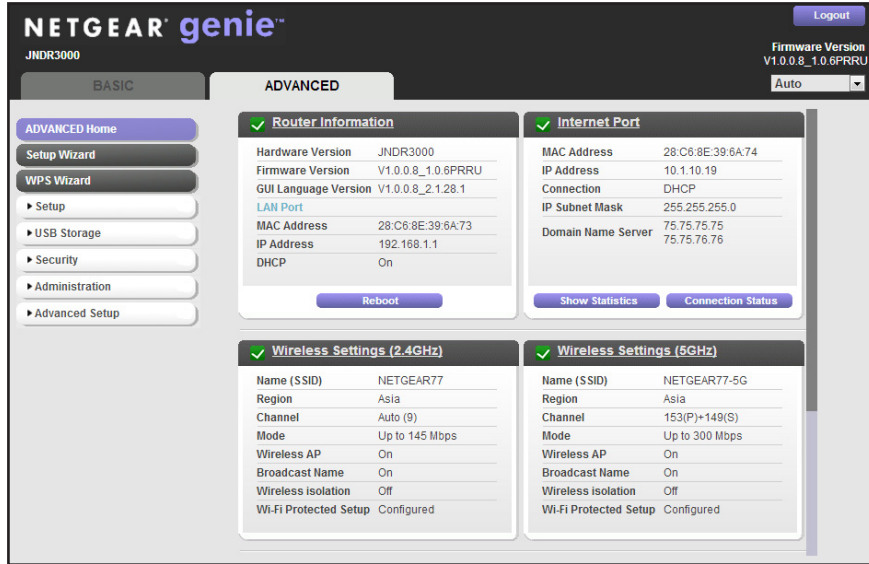 NETGEAR® genie™
Logout
JNDR3000
Firmware Version
V1.0.0.8_1.0.6PRRU
BASIC
ADVANCED
Auto
ADVANCED Home
Setup Wizard
WPS Wizard
Setup
USB Storage
Security
Administration
Advanced Setup
Router Information
Hardware Version JNDR3000
Firmware Version V1.0.0.8_1.0.6PRRU
GUI Language Version V1.0.0.8_2.1.28.1
LAN Port
MAC Address 28:C6:8E:39:6A:73
IP Address 192.168.1.1
DHCP On
Reboot
Internet Port
MAC Address 28:C6:8E:39:6A:74
IP Address 10.1.10.19
Connection DHCP
IP Subnet Mask 255.255.255.0
Domain Name Server 75.75.75.75
75.75.76.76
Show Statistics Connection Status
Wireless Settings (2.4GHz)
Name (SSID) NETGEAR77
Region Asia
Channel Auto (9)
Mode Up to 145 Mbps
Wireless AP On
Broadcast Name On
Wireless isolation Off
Wi-Fi Protected Setup Configured
Wireless Settings (5GHz)
Name (SSID) NETGEAR77-5G
Region Asia
Channel 153(P)+149(S)
Mode Up to 300 Mbps
Wireless AP On
Broadcast Name On
Wireless isolation Off
Wi-Fi Protected Setup Configured